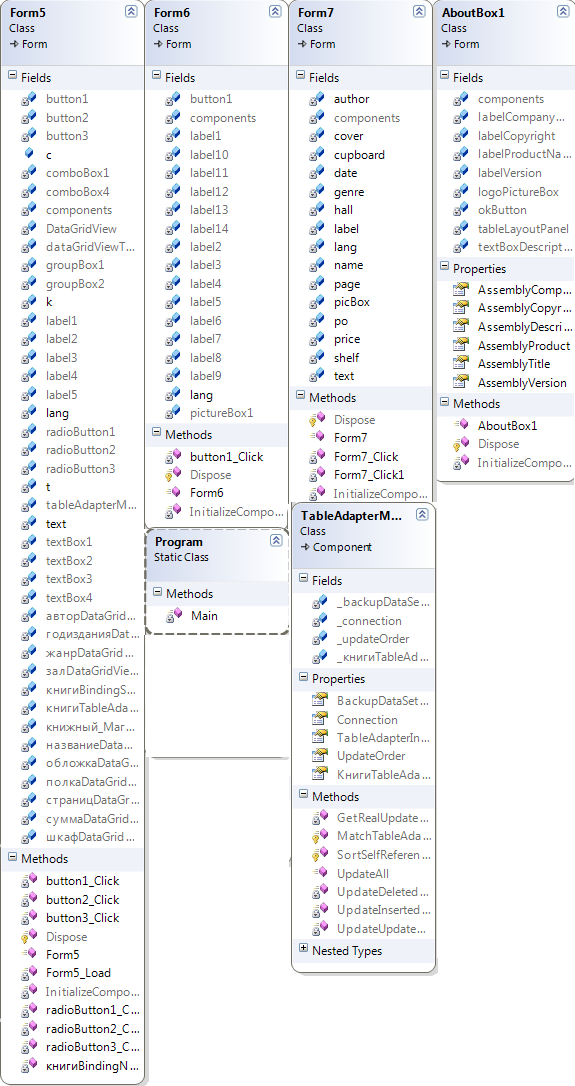 Form5
Class
Form
Fields
button1
button2
button3
c
comboBox1
comboBox4
components
DataGridView
dataGridViewT...
groupBox1
groupBox2
k
label1
label2
label3
label4
label5
lang
radioButton1
radioButton2
radioButton3
t
tableAdapterM...
text
textBox1
textBox2
textBox3
textBox4
авторDataGrid...
годизданияDat...
жанрDataGrid...
залDataGridVie...
книгиBindingS...
книгиTableAda...
книжный_Маг...
названиеData...
обложкаDataG...
полкаDataGrid...
страницDataGr...
суммаDataGrid...
шкафDataGrid...
Methods
button1_Click
button2_Click
button3_Click
Dispose
Form5
Form5_Load
InitializeCompo...
radioButton1_C...
radioButton2_C...
radioButton3_C...
книгиBindingN...
Form6
Class
Form
Fields
button1
components
label1
label10
label11
label12
label13
label14
label2
label3
label4
label5
label6
label7
label8
label9
lang
pictureBox1
Methods
button1_Click
Dispose
Form6
InitializeCompo...
Program
Static Class
Methods
Main
Form7
Class
Form
Fields
author
components
cover
cupboard
date
genre
hall
label
lang
name
page
picBox
po
price
shelf
text
Methods
Dispose
Form7
Form7_Click
Form7_Click1
InitializeCompo...
TableAdapterM...
Class
Component
Fields
_backupDataSe...
_connection
_updateOrder
_книгиTableAd...
Properties
BackupDataSet...
Connection
TableAdapterIn...
UpdateOrder
КнигиTableAda...
Methods
GetRealUpdate...
MatchTableAda...
SortSelfReferen...
UpdateAll
UpdateDeleted...
UpdateInserted...
UpdateUpdate...
Nested Types
AboutBox1
Class
Form
Fields
components
labelCompany...
labelCopyright
labelProductNa...
labelVersion
logoPictureBox
okButton
tableLayoutPanel
textBoxDescript...
Properties
AssemblyComp...
AssemblyCopyr...
AssemblyDescri...
AssemblyProduct
AssemblyTitle
AssemblyVersion
Methods
AboutBox1
Dispose
InitializeCompo...